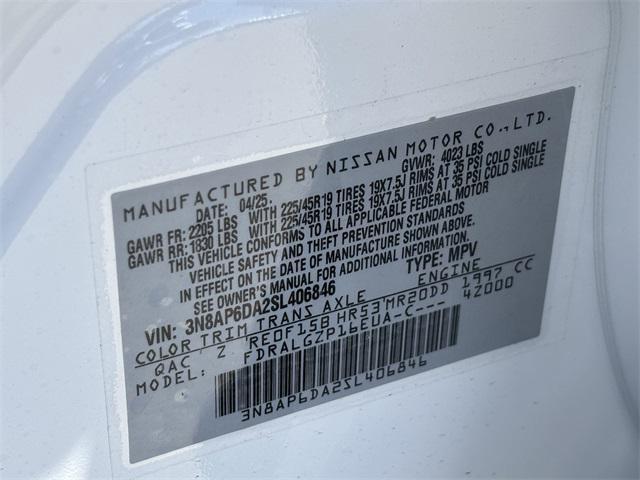 MANUFACTURED BY NISSAN MOTOR CO., LTD.
DATE: 04/25. GVWR: 4023 LBS
GAWR FR: 2205 LBS WITH 225/45R19 TIRES 19X7.5J RIMS AT 36 PSI COLD SINGLE
GAWR RR: 1830 LBS WITH 225/45R19 TIRES 19X7.5J RIMS AT 36 PSI COLD SINGLE
THIS VEHICLE CONFORMS TO ALL APPLICABLE FEDERAL MOTOR
VEHICLE SAFETY AND THEFT PREVENTION STANDARDS
IN EFFECT ON THE DATE OF MANUFACTURE SHOWN ABOVE.
SEE OWNER'S MANUAL FOR ADDITIONAL INFORMATION.
VIN: 3N8AP6DA2SL406846 TYPE: MPV
COLOR TRIM TRANS AXLE ENGINE
QAC Z RE0F15B HR53 MR20DD 1997 CC
MODEL: FDRALGZP16EUA-C--- 42000
3N8AP6DA2SL406846